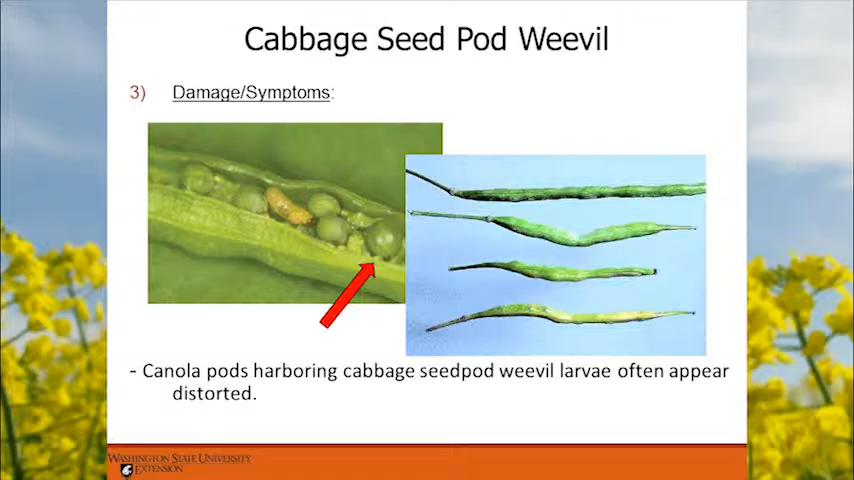 Cabbage Seed Pod Weevil
3) Damage/Symptoms:
- Canola pods harboring cabbage seedpod weevil larvae often appear
distorted.
WASHINGTON STATE UNIVERSITY
EXTENSION